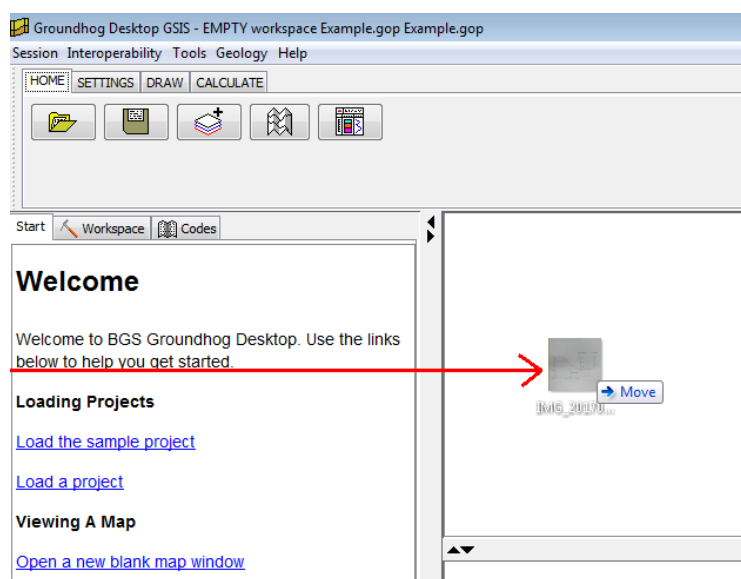 Groundhog Desktop GSIS - EMPTY workspace Example.gop Example.gop
Session Interoperability Tools Geology Help
HOME SETTINGS DRAW CALCULATE
Start Workspace Codes
Welcome
Welcome to BGS Groundhog Desktop. Use the links
below to help you get started.
Move
IMG_20170...
Loading Projects
Load the sample project
Load a project
Viewing A Map
Open a new blank map window